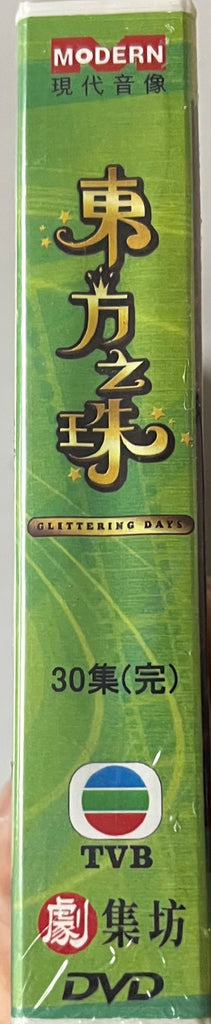 MODERN
現代音像
東方之珠
GLITTERING DAYS
30集(完)
TVB
劇集坊
DVD